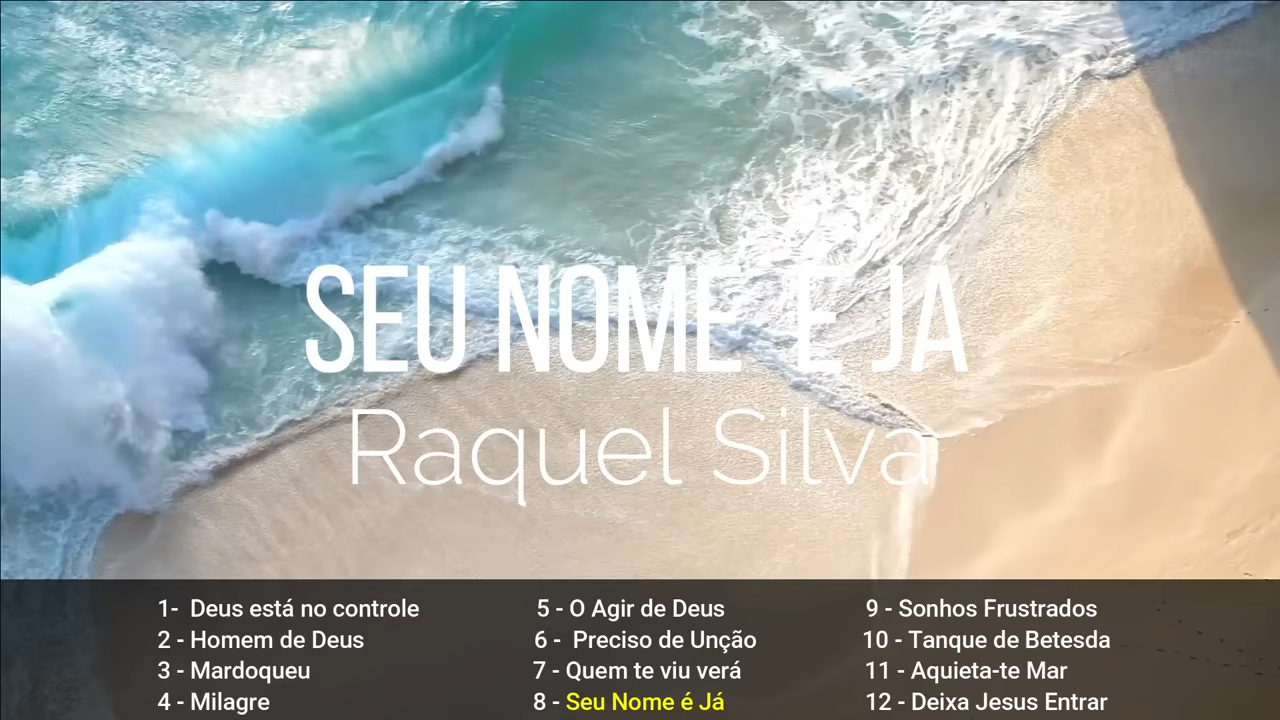 SEU NOME É JÁ
Raquel Silva
1- Deus está no controle
2 - Homem de Deus
3 - Mardoqueu
4 - Milagre
5 - O Agir de Deus
6 - Preciso de Unção
7 - Quem te viu verá
8 - Seu Nome é Já
9 - Sonhos Frustrados
10 - Tanque de Betesda
11 - Aquieta-te Mar
12 - Deixa Jesus Entrar